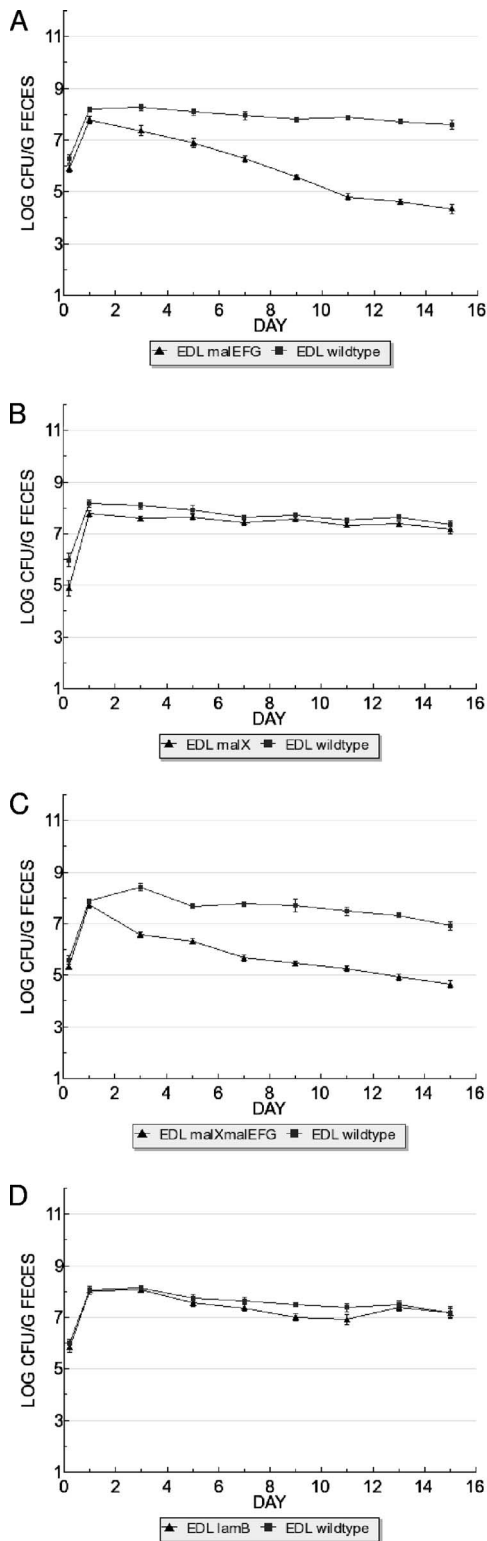 A
LOG CFU/G FECES
11
9
7
5
3
1
0 2 4 6 8 10 12 14 16
DAY
EDL malEFG EDL wildtype
B
LOG CFU/G FECES
11
9
7
5
3
1
0 2 4 6 8 10 12 14 16
DAY
EDL malX EDL wildtype
C
LOG CFU/G FECES
11
9
7
5
3
1
0 2 4 6 8 10 12 14 16
DAY
EDL malXmalEFG EDL wildtype
D
LOG CFU/G FECES
11
9
7
5
3
1
0 2 4 6 8 10 12 14 16
DAY
EDL lamB EDL wildtype